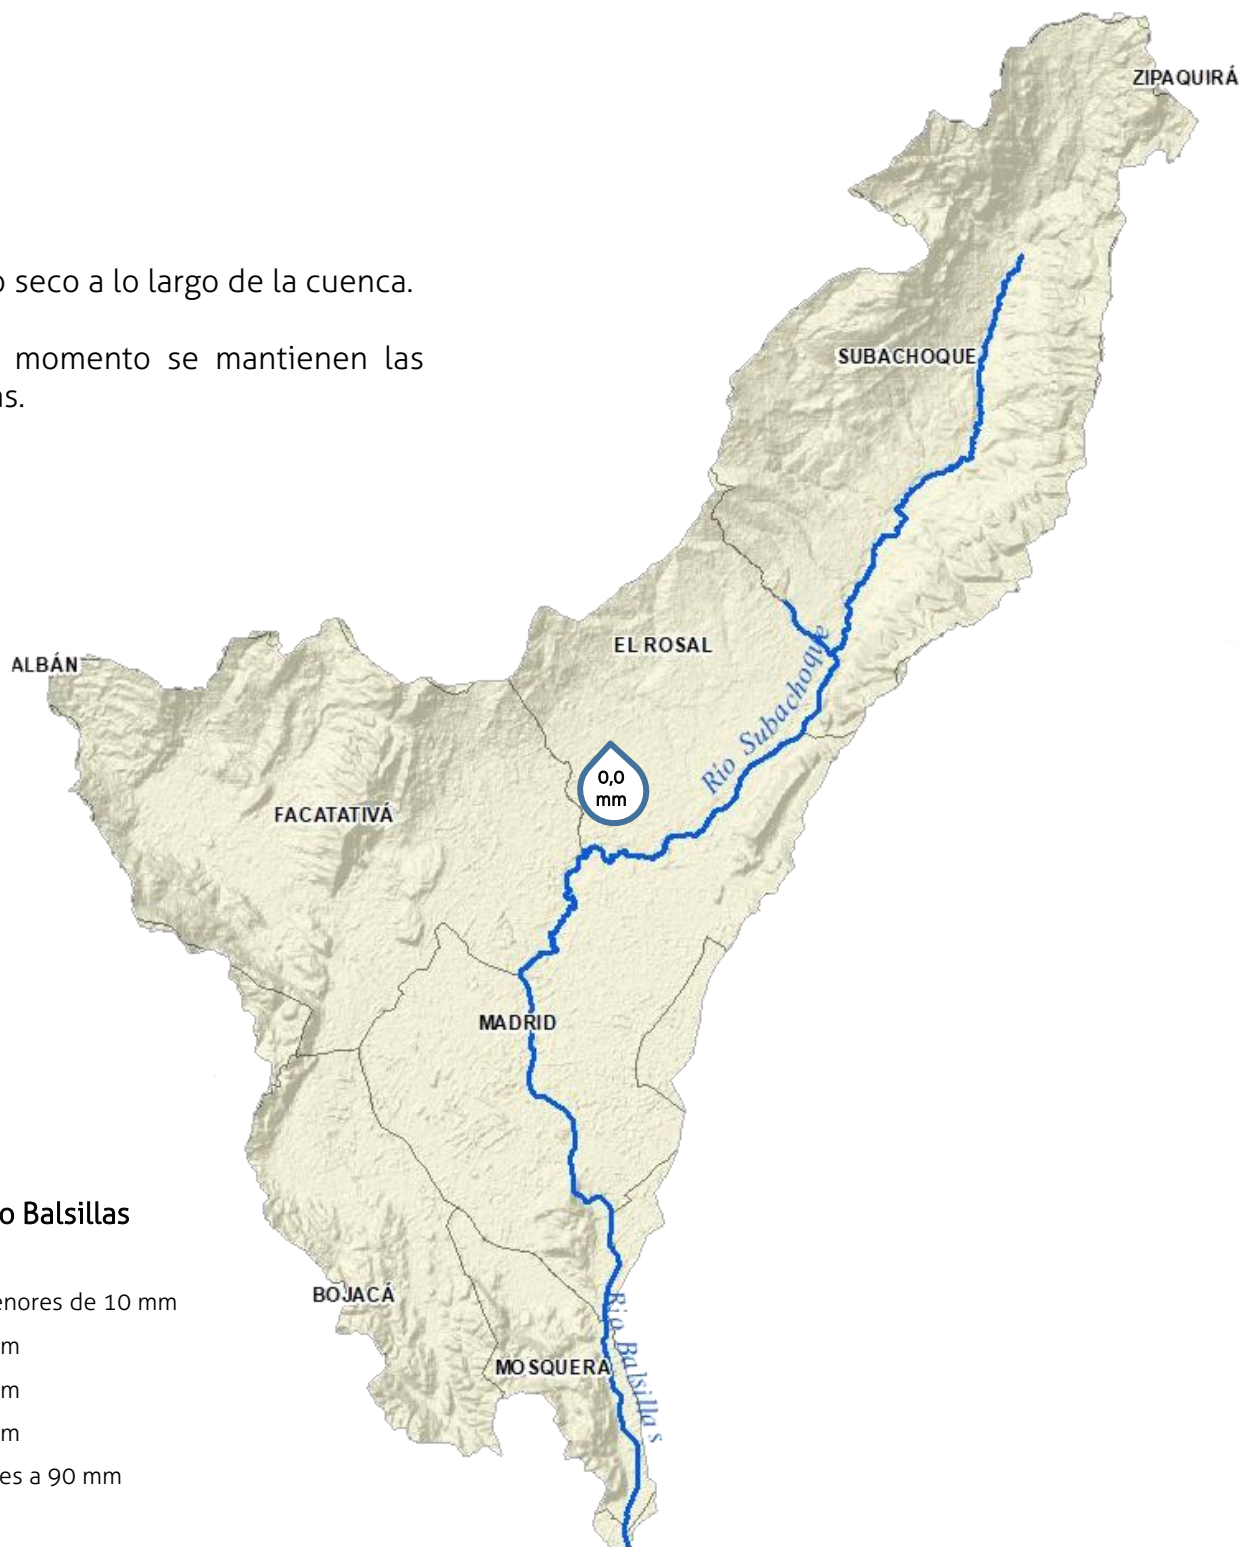 ZIPAQUIRÁ
o seco a lo largo de la cuenca.
momento se mantienen las
as.
SUBACHOQUE
EL ROSAL
ALBÁN
Río Subachoque
0,0
mm
FACATATIVÁ
MADRID
o Balsillas
enores de 10 mm
m
m
m
es a 90 mm
BOJACÁ
Río Balsillas
MOSQUERA